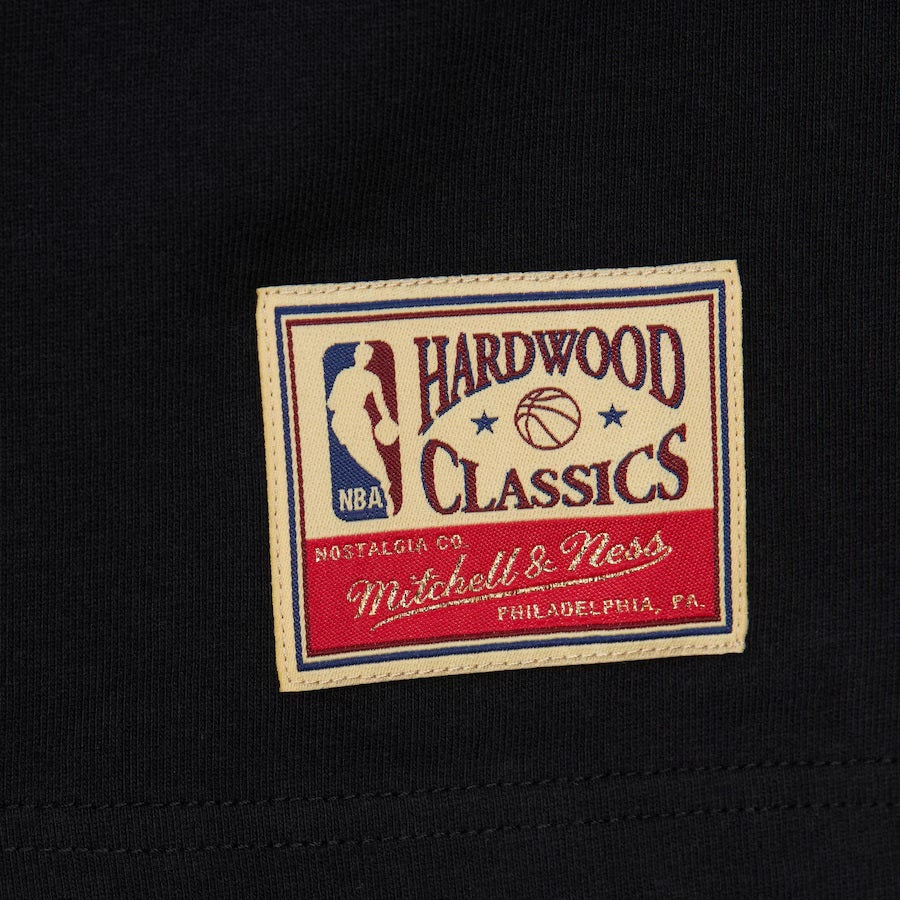 HARDWOOD
CLASSICS
NBA
NOSTALGIA CO.
Mitchell & Ness
PHILADELPHIA, PA.